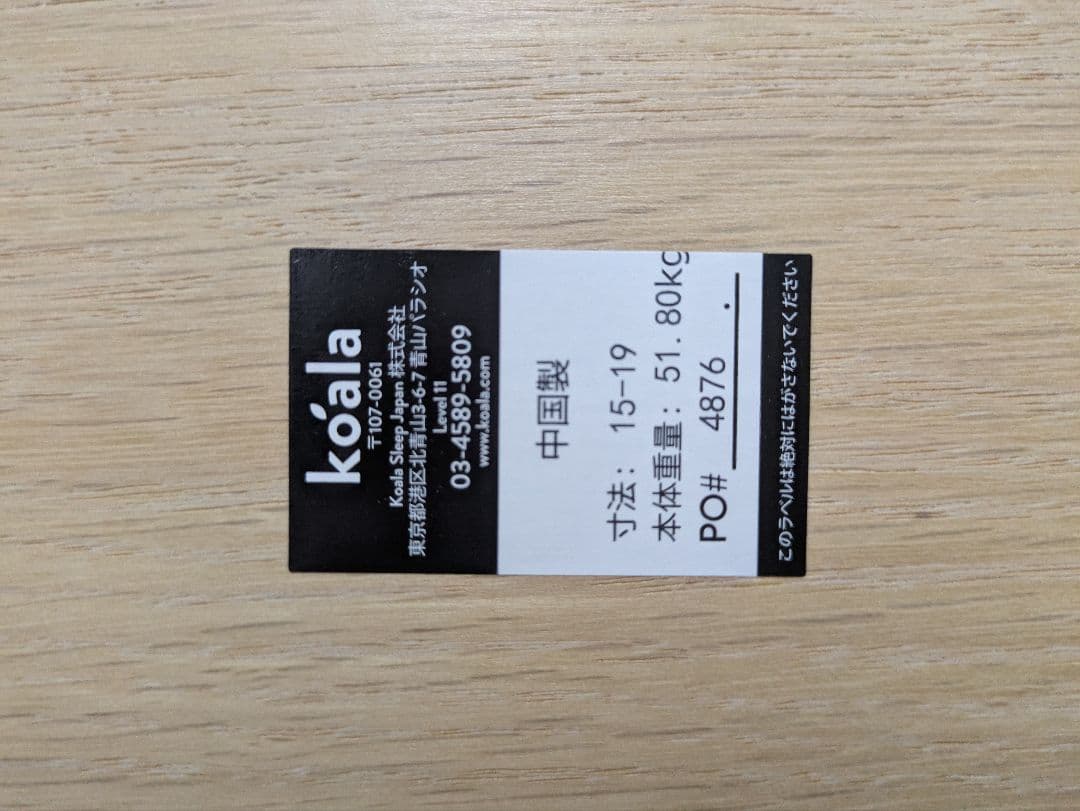 koala
〒107-0061
Koala Sleep Japan 株式会社
東京都港区北青山3-6-7 青山パラシオ
Level 11
03-4589-5809
www.koala.com
中国製
寸法： 15-19
本体重量： 51.80kg
PO# 4876
このラベルは絶対にはがさないでください